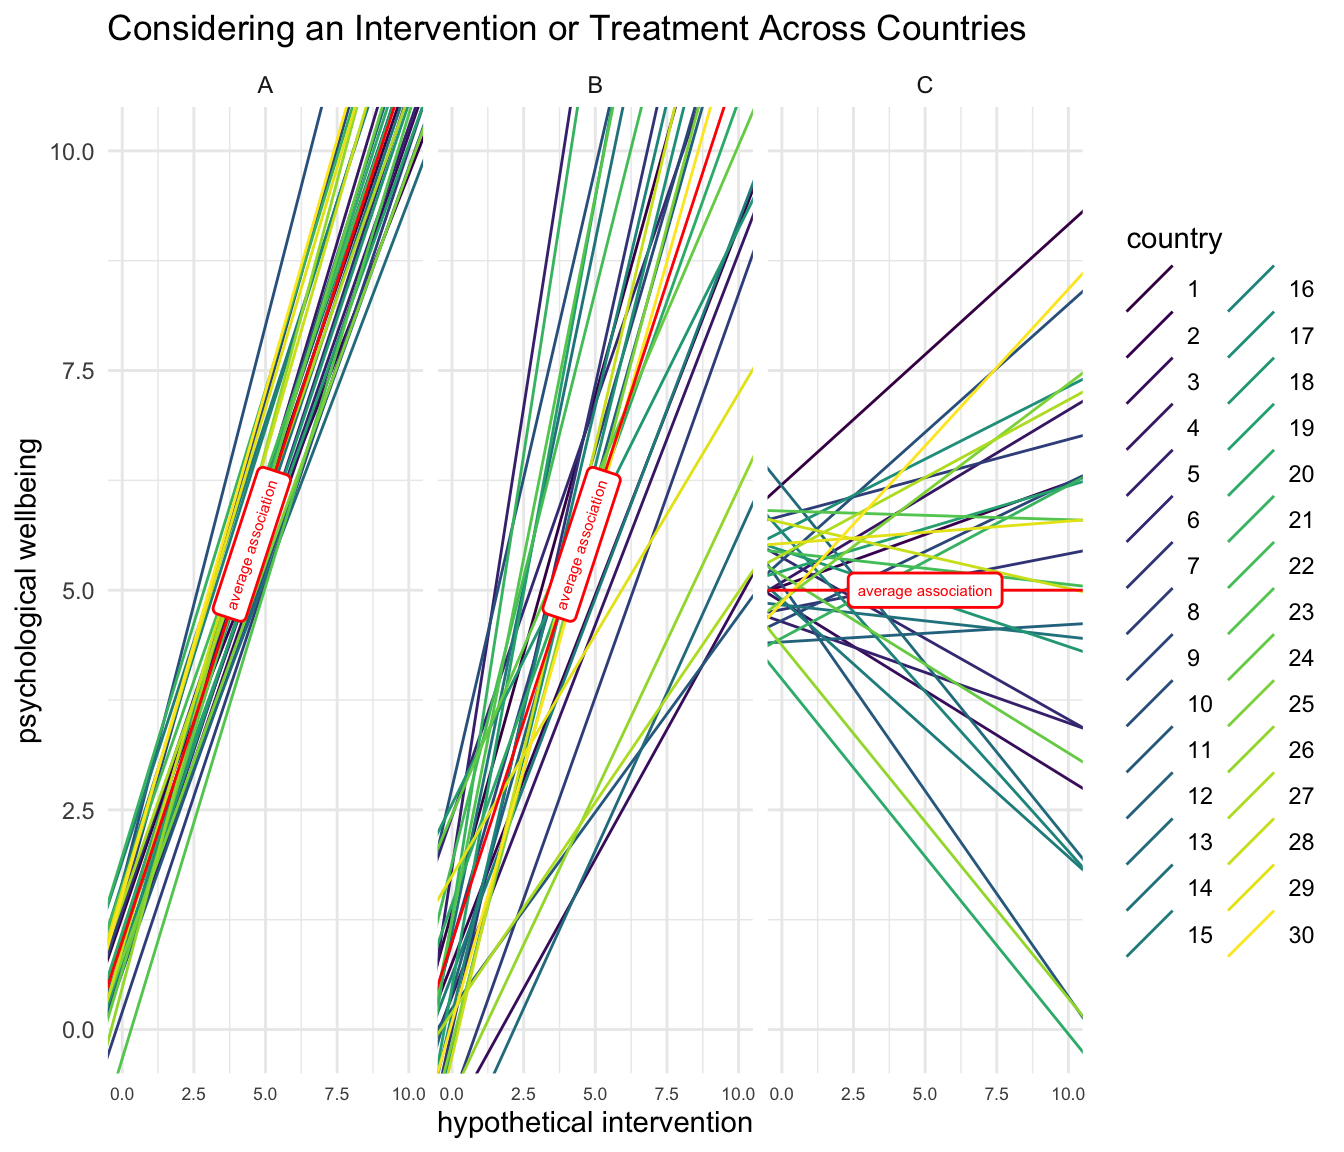 Considering an Intervention or Treatment Across Countries
A
B
C
10.0
7.5
5.0
2.5
0.0
psychological wellbeing
average association
average association
average association
0.0 2.5 5.0 7.5 10.0
0.0 2.5 5.0 7.5 10.0
0.0 2.5 5.0 7.5 10.0
hypothetical intervention
country
1
2
3
4
5
6
7
8
9
10
11
12
13
14
15
16
17
18
19
20
21
22
23
24
25
26
27
28
29
30